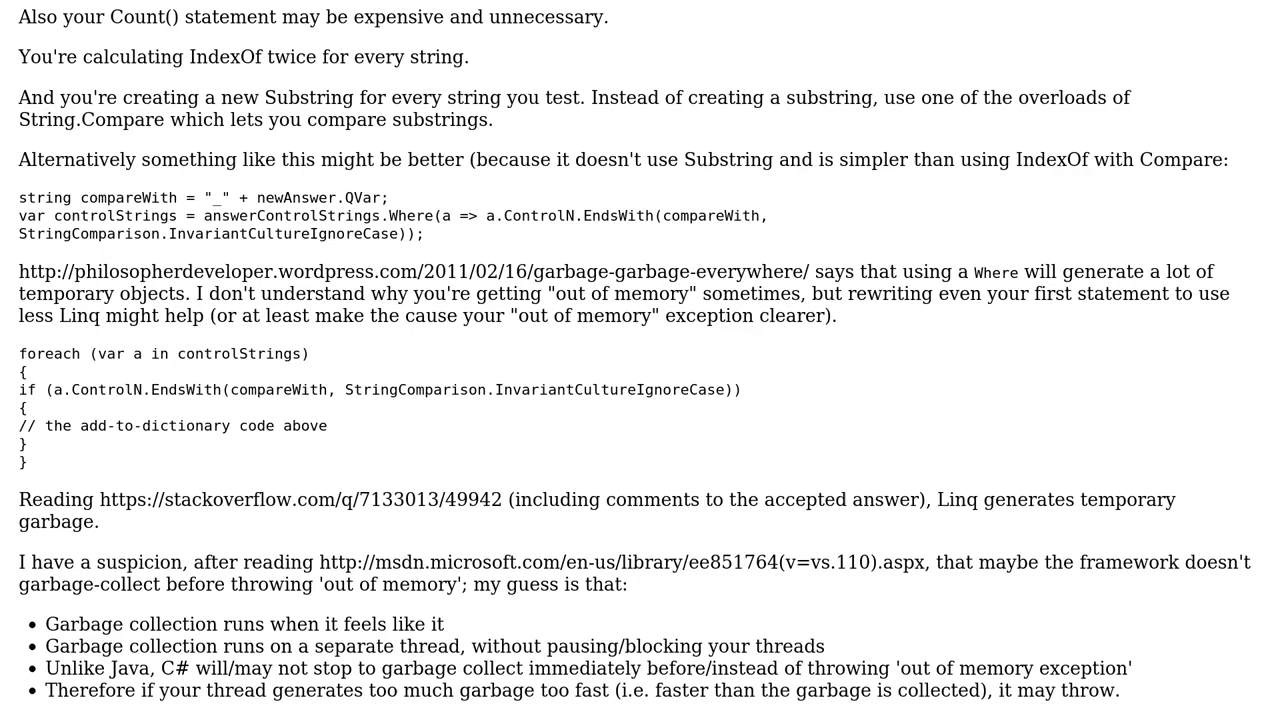 Also your Count() statement may be expensive and unnecessary.
You're calculating IndexOf twice for every string.
And you're creating a new Substring for every string you test. Instead of creating a substring, use one of the overloads of
String.Compare which lets you compare substrings.
Alternatively something like this might be better (because it doesn't use Substring and is simpler than using IndexOf with Compare:
string compareWith = "_" + newAnswer.QVar;
var controlStrings = answerControlStrings.Where(a => a.ControlN.EndsWith(compareWith,
StringComparison.InvariantCultureIgnoreCase));
http://philosopherdeveloper.wordpress.com/2011/02/16/garbage-garbage-everywhere/ says that using a Where will generate a lot of
temporary objects. I don't understand why you're getting "out of memory" sometimes, but rewriting even your first statement to use
less Linq might help (or at least make the cause your "out of memory" exception clearer).
foreach (var a in controlStrings)
{
if (a.ControlN.EndsWith(compareWith, StringComparison.InvariantCultureIgnoreCase))
{
// the add-to-dictionary code above
}
}
Reading https://stackoverflow.com/q/7133013/49942 (including comments to the accepted answer), Linq generates temporary
garbage.
I have a suspicion, after reading http://msdn.microsoft.com/en-us/library/ee851764(v=vs.110).aspx, that maybe the framework doesn't
garbage-collect before throwing 'out of memory'; my guess is that:
• Garbage collection runs when it feels like it
• Garbage collection runs on a separate thread, without pausing/blocking your threads
• Unlike Java, C# will/may not stop to garbage collect immediately before/instead of throwing 'out of memory exception'
• Therefore if your thread generates too much garbage too fast (i.e. faster than the garbage is collected), it may throw.